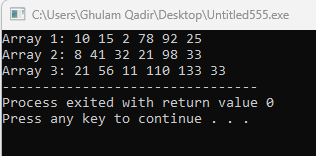 C:\Users\Ghulam Qadir\Desktop\Untitled555.exe
Array 1: 10 15 2 78 92 25
Array 2: 8 41 32 21 98 33
Array 3: 21 56 11 110 133 33
--------------------------------
Process exited with return value 0
Press any key to continue . . .